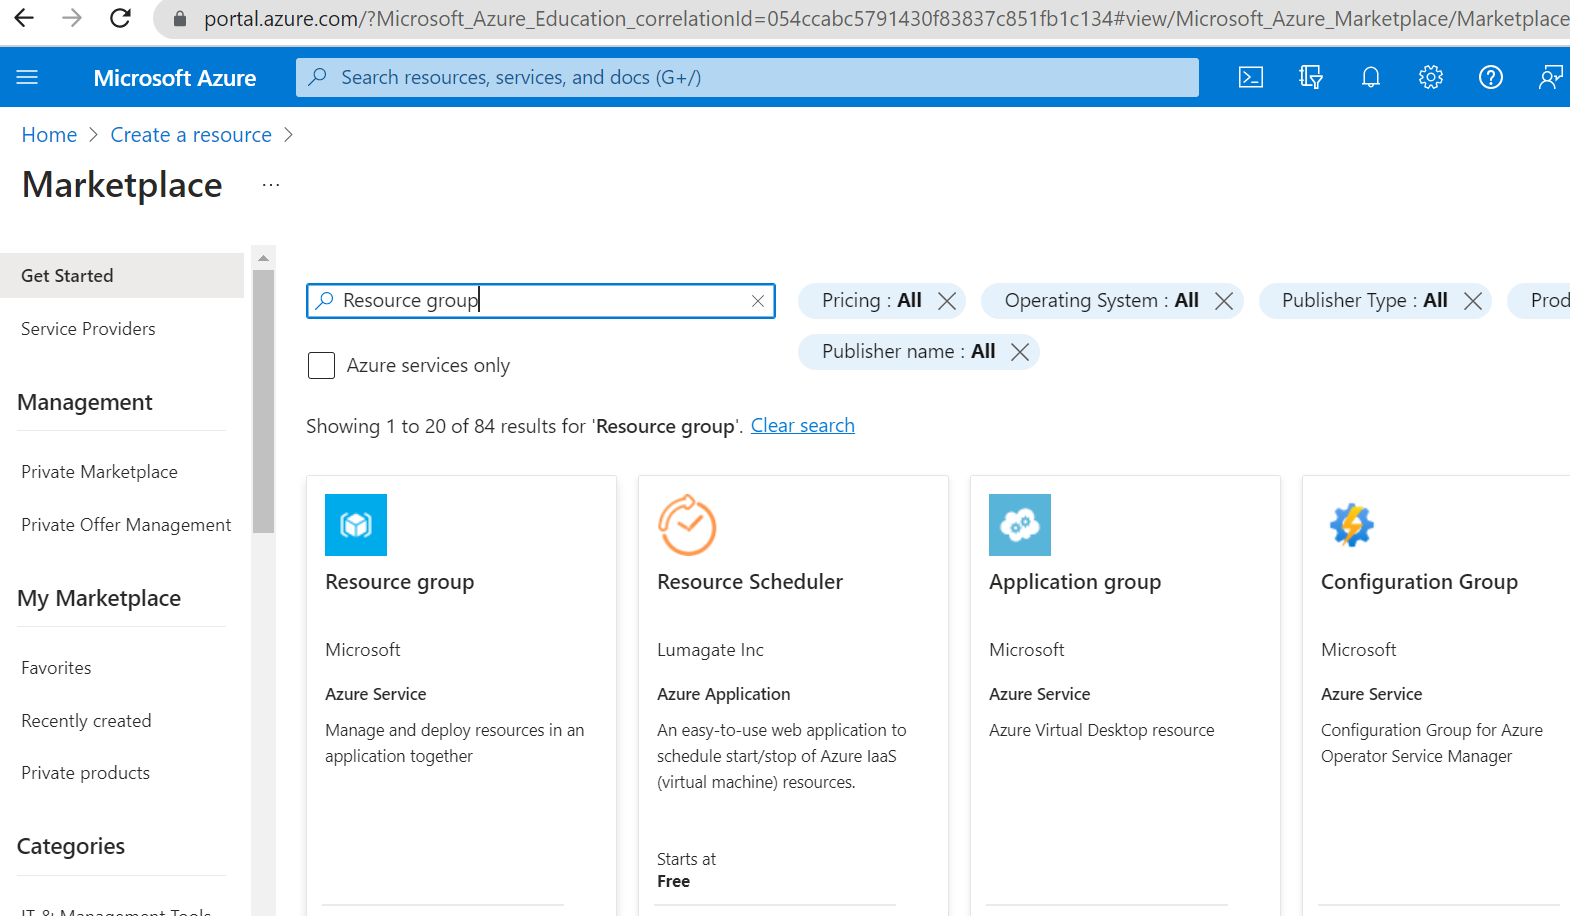 portal.azure.com/?Microsoft_Azure_Education_correlationId=054ccabc5791430f83837c851fb1c134#view/Microsoft_Azure_Marketplace/Marketplace
Microsoft Azure
Search resources, services, and docs (G+/)
Home > Create a resource >
Marketplace ...
Get Started
Service Providers
Management
Private Marketplace
Private Offer Management
My Marketplace
Favorites
Recently created
Private products
Categories
IT & Management Tools
Resource group
Pricing : All
Operating System : All
Publisher Type : All
Prod
Azure services only
Publisher name : All
Showing 1 to 20 of 84 results for 'Resource group'. Clear search
Resource group
Microsoft
Azure Service
Manage and deploy resources in an
application together
Resource Scheduler
Lumagate Inc
Azure Application
An easy-to-use web application to
schedule start/stop of Azure IaaS
(virtual machine) resources.
Starts at
Free
Application group
Microsoft
Azure Service
Azure Virtual Desktop resource
Configuration Group
Microsoft
Azure Service
Configuration Group for Azure
Operator Service Manager